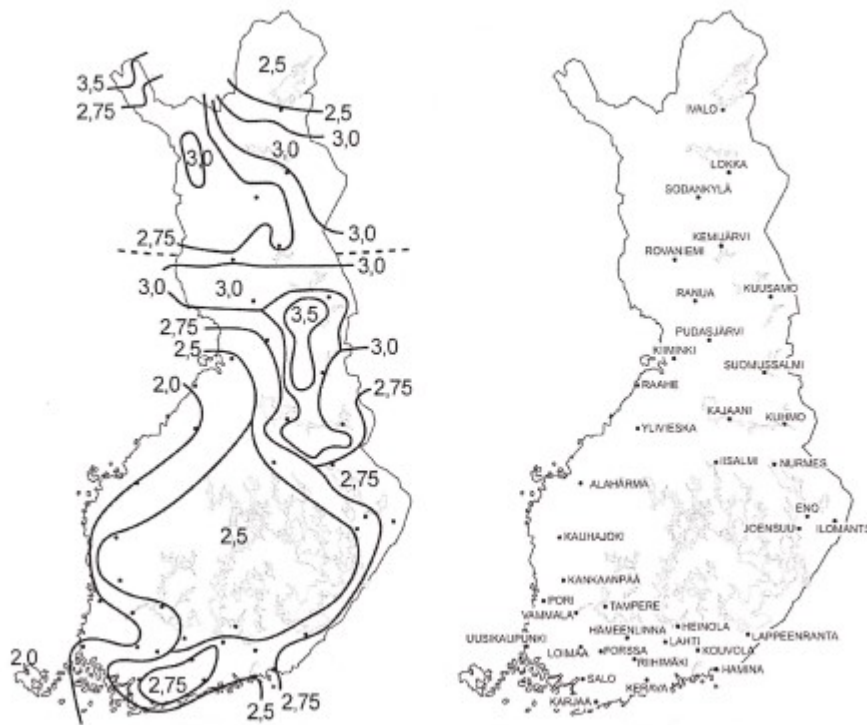 2,5
3,5
2,75
2,5
3,0
3,0
3,0
2,75
3,0
3,0
3,0
3,0
3,5
2,75
2,5
3,0
2,0
2,75
2,75
2,5
2,0
2,75
2,5
2,75
IVALO
LOKKA
SODANKYLÄ
KEMIJÄRVI
ROVANIEMI
KUUSAMO
RANUA
PUDASJÄRVI
KIIMINKI
SUOMUSSALMI
RAAHE
KAJAANI
KUHMO
YLIVIESKA
IISALMI
NURMES
ALAHÄRMÄ
ENO
JOENSUU
ILOMANTSI
KAUHAJOKI
KANKAANPÄÄ
PORI
TAMPERE
VAMMALA
HEINOLA
HÄMEENLINNA
UUSIKAUPUNKI
LAHTI
LAPPEENRANTA
LOIMAA
FORSSA
KOUVOLA
RIIHIMÄKI
HAMINA
SALO
KERAVA
KARJAA